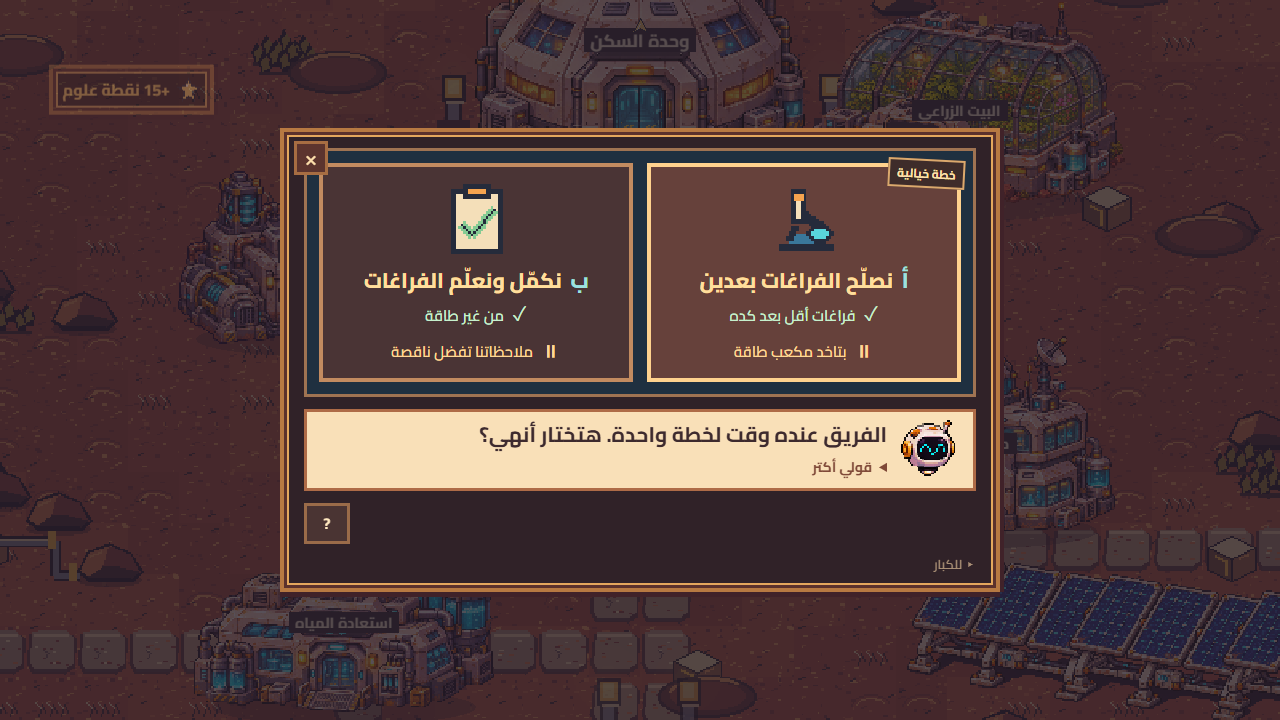 وحدة السكن
+15 نقطة علوم
البيت الزراعي
×
خطة خيالية
أ نصلّح الفراغات بعدين
✓ فراغات أقل بعد كده
بتاخد مكعب طاقة
ب نكمّل ونعلّم الفراغات
✓ من غير طاقة
ملاحظاتنا تفضل ناقصة
الفريق عنده وقت لخطة واحدة. هتختار أنهي؟
◂ قولي أكتر
?
▸ للكبار
استعادة المياه